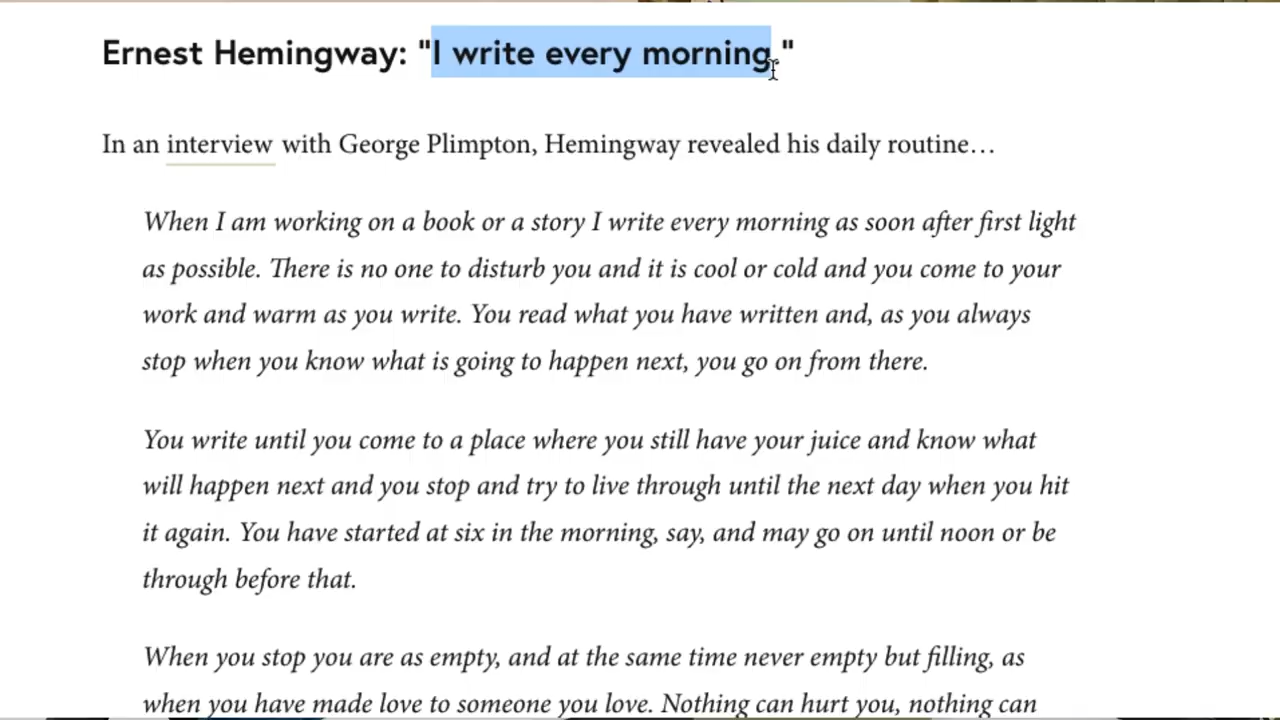 Ernest Hemingway: "I write every morning."
In an interview with George Plimpton, Hemingway revealed his daily routine…
When I am working on a book or a story I write every morning as soon after first light
as possible. There is no one to disturb you and it is cool or cold and you come to your
work and warm as you write. You read what you have written and, as you always
stop when you know what is going to happen next, you go on from there.
You write until you come to a place where you still have your juice and know what
will happen next and you stop and try to live through until the next day when you hit
it again. You have started at six in the morning, say, and may go on until noon or be
through before that.
When you stop you are as empty, and at the same time never empty but filling, as
when you have made love to someone you love. Nothing can hurt you, nothing can